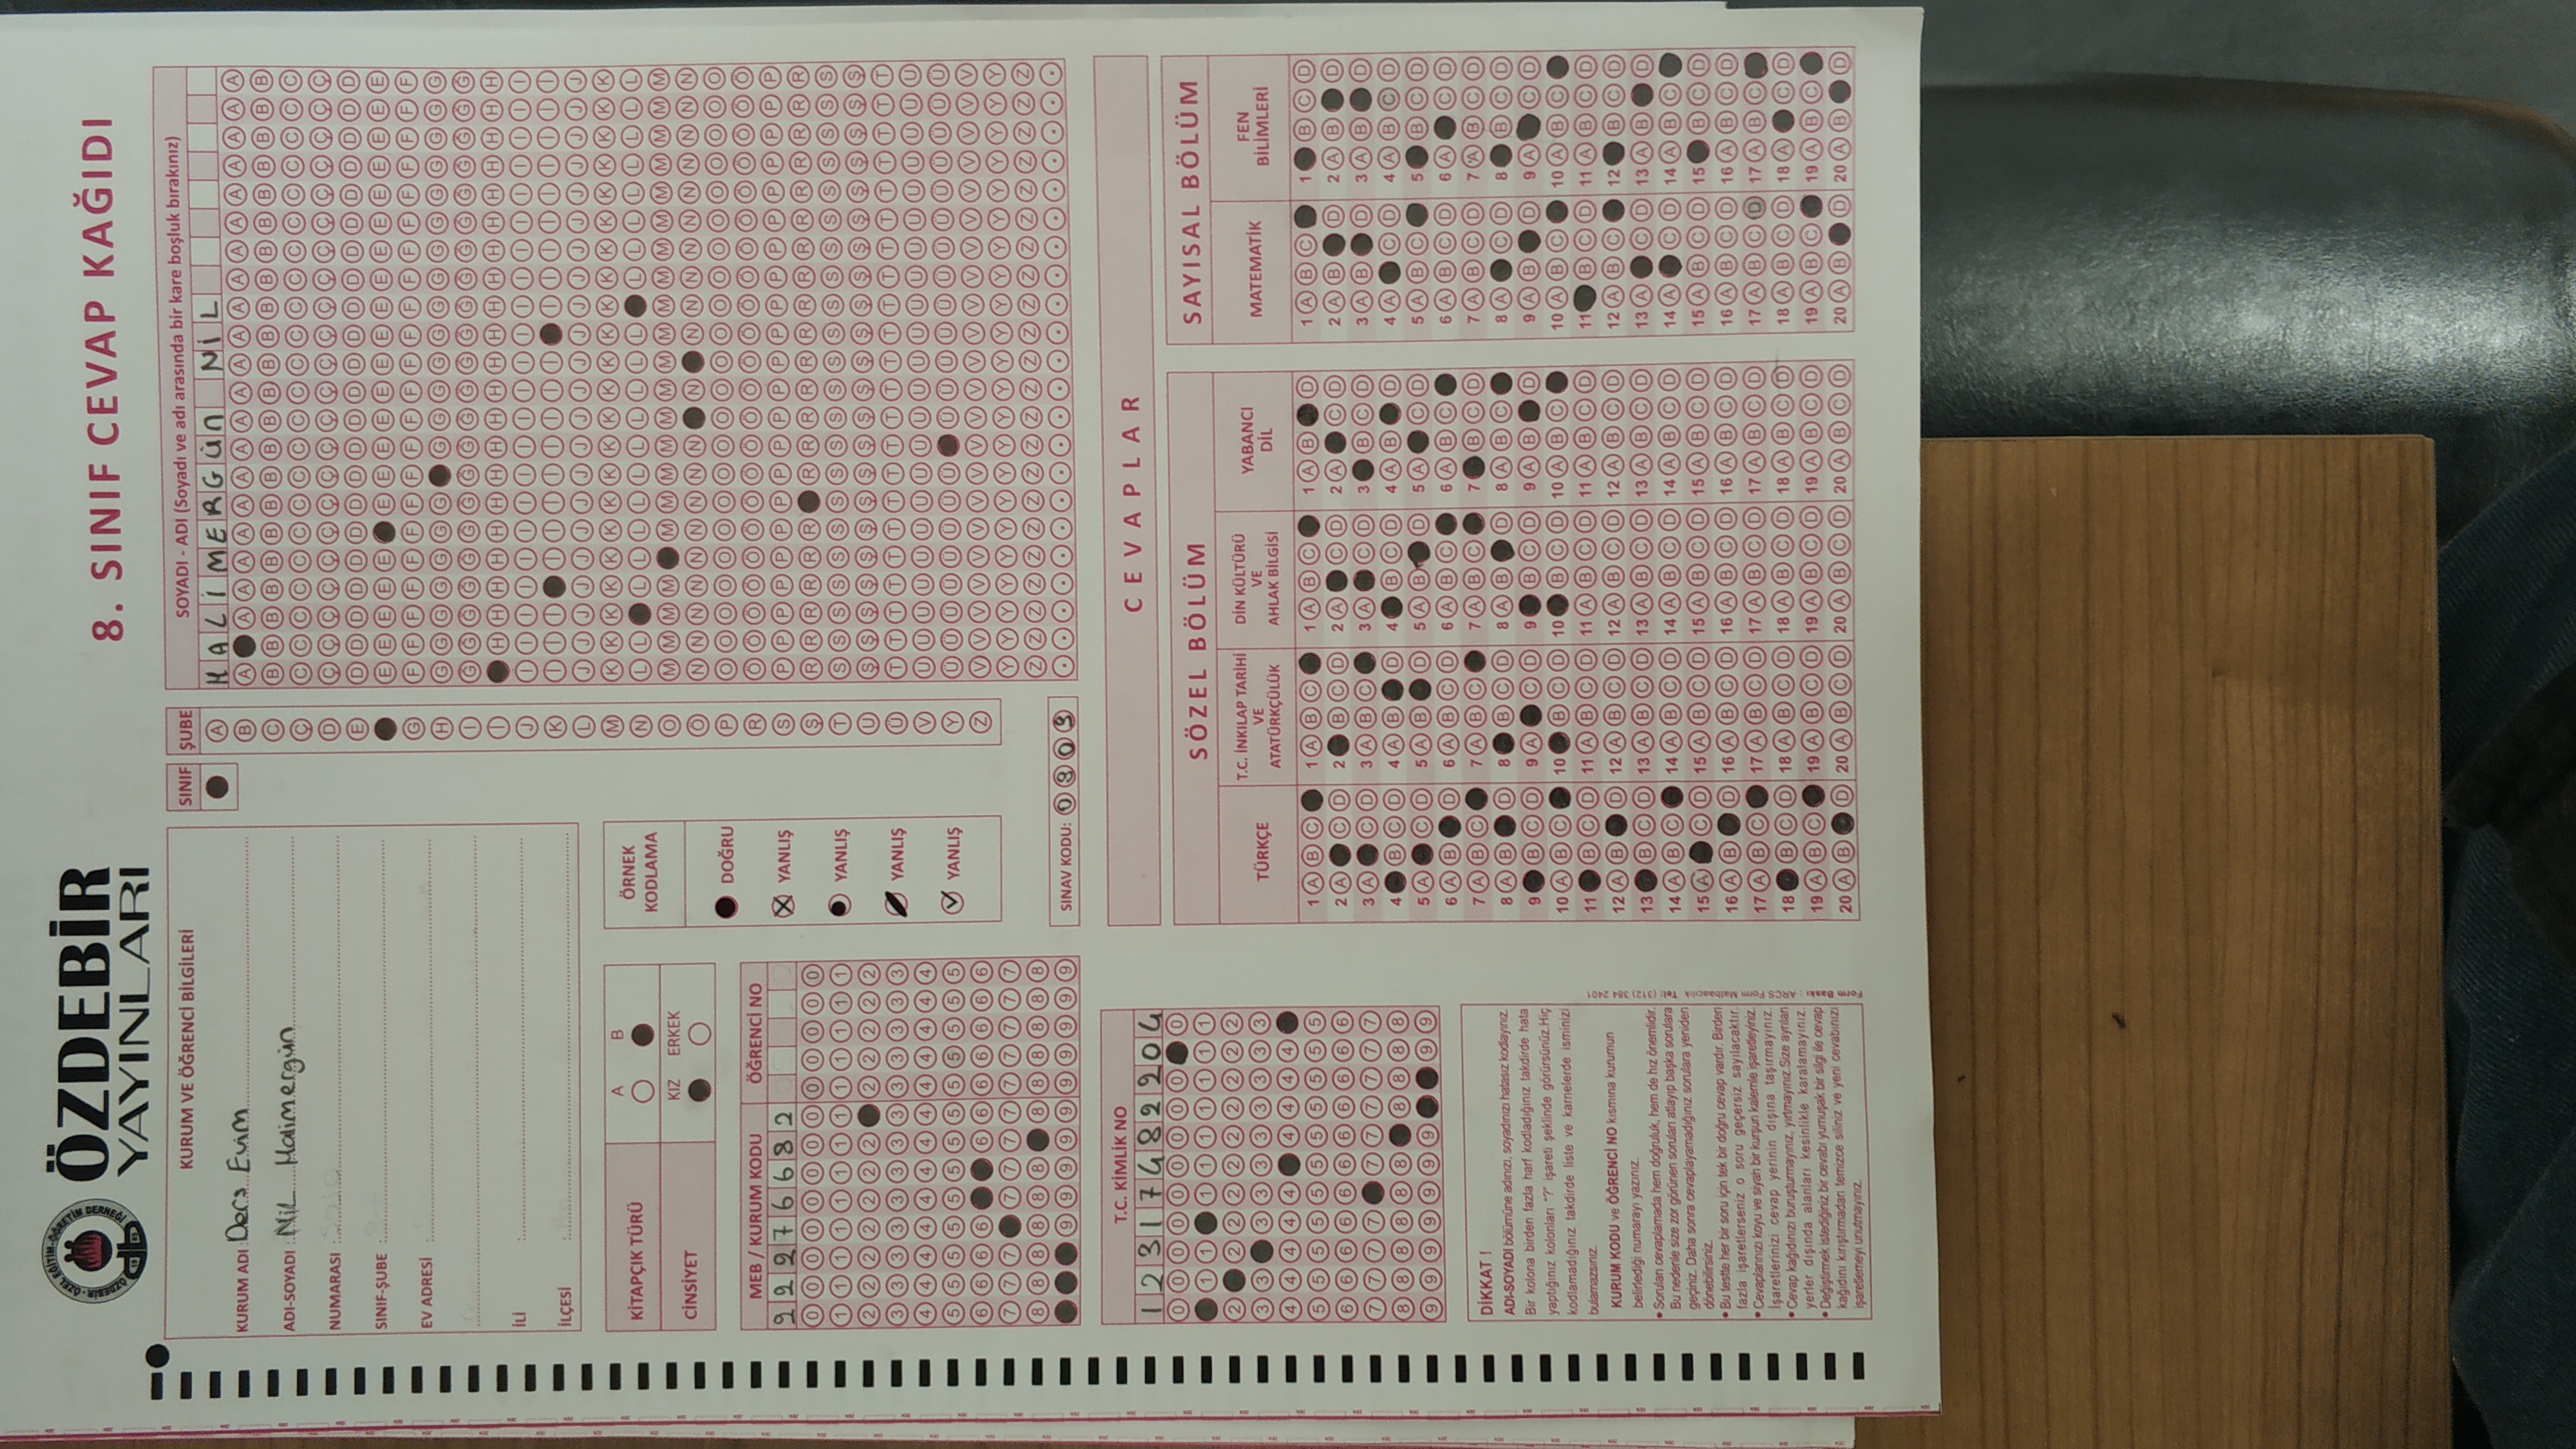 ÖZDEBİR
YAYINLARI
ÖZDEBİR - ÖZEL EĞİTİM-ÖĞRETİM DERNEĞİ
8. SINIF CEVAP KAĞIDI
KURUM VE ÖĞRENCİ BİLGİLERİ
KURUM ADI : Ders Evim
ADI-SOYADI : Nil Halimergün
NUMARASI :
SINIF-ŞUBE :
EV ADRESİ :
İLİ :
İLÇESİ :
SINIF
ŞUBE
A B C Ç D E G H I İ J K L M N O Ö P R S Ş T U Ü V Y Z
SOYADI - ADI (Soyadı ve adı arasında bir kare boşluk bırakınız)
HALİMERGÜN NİL
KİTAPÇIK TÜRÜ
A B
CİNSİYET
KIZ ERKEK
ÖRNEK KODLAMA
DOĞRU
YANLIŞ
YANLIŞ
YANLIŞ
YANLIŞ
MEB / KURUM KODU
ÖĞRENCİ NO
99976682
SINAV KODU: 0809
T.C. KİMLİK NO
12317489204
CEVAPLAR
SÖZEL BÖLÜM
SAYISAL BÖLÜM
TÜRKÇE
T.C. İNKILAP TARİHİ VE ATATÜRKÇÜLÜK
DİN KÜLTÜRÜ VE AHLAK BİLGİSİ
YABANCI DİL
MATEMATİK
FEN BİLİMLERİ
DİKKAT !
ADI-SOYADI bölümüne adınızı, soyadınızı hatasız kodlayınız.
Bir kolona birden fazla harf kodladığınız takdirde hata
yaptığınız kolonları "?" işareti şeklinde görürsünüz.Hiç
kodlamadığınız takdirde liste ve karnelerde isminizi
bulamazsınız.
KURUM KODU ve ÖĞRENCİ NO kısmına kurumun
belirlediği numarayı yazınız.
• Soruları cevaplamada hem doğruluk, hem de hız önemlidir.
Bu nedenle size zor görünen soruları atlayıp başka sorulara
geçiniz. Daha sonra cevaplayamadığınız sorulara yeniden
dönebilirsiniz.
• Bu testte her bir soru için tek bir doğru cevap vardır. Birden
fazla işaretlerseniz o soru geçersiz sayılacaktır.
• Cevaplarınızı koyu ve siyah bir kurşun kalemle işaretleyiniz.
İşaretlerinizi cevap yerinin dışına taşırmayınız.
• Cevap kağıdınızı buruşturmayınız, yırtmayınız.Size ayrılan
yerler dışında alanları kesinlikle karalamayınız.
• Değiştirmek istediğiniz bir cevabı yumuşak bir silgi ile cevap
kağıdını kırıştırmadan temizce siliniz ve yeni cevabınızı
işaretlemeyi unutmayınız.
Form Baskı : ARCS Form Matbaacılık Tel: (312) 384 2401